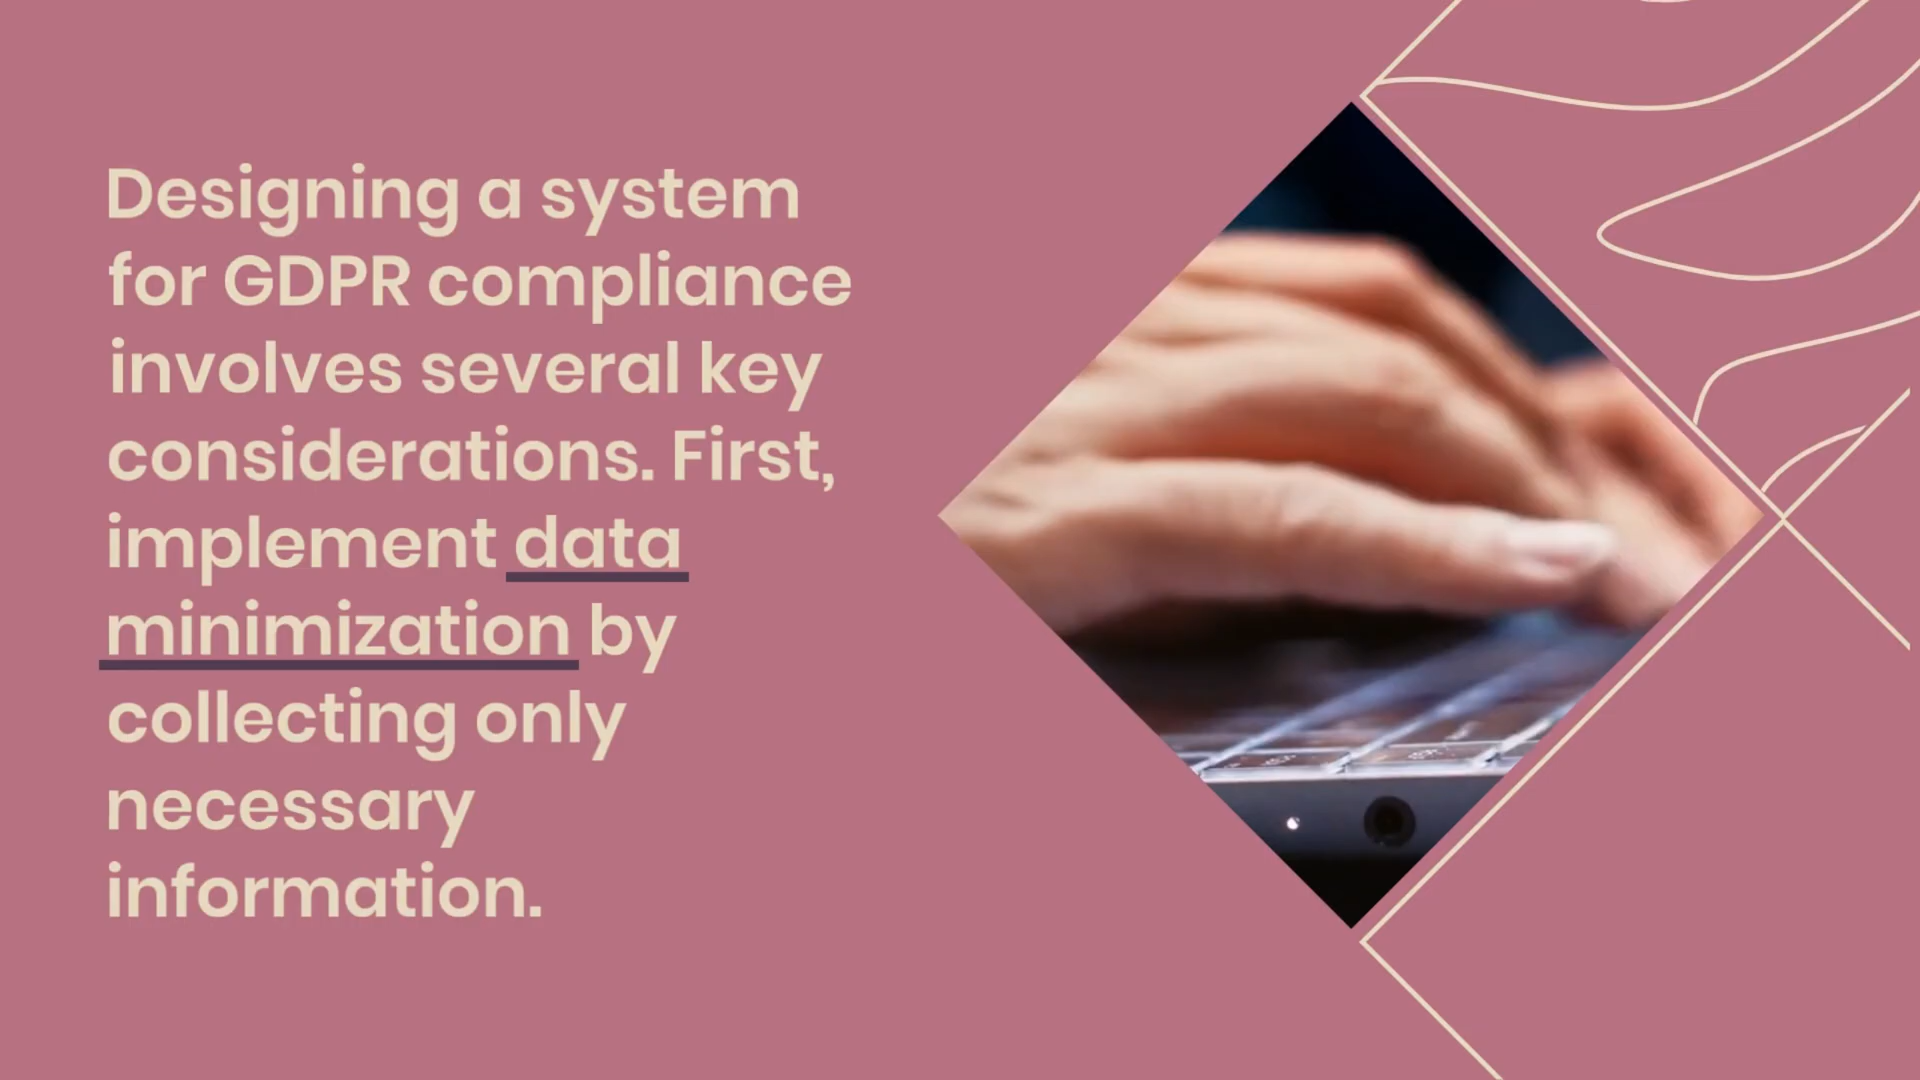 Designing a system
for GDPR compliance
involves several key
considerations. First,
implement data
minimization by
collecting only
necessary
information.